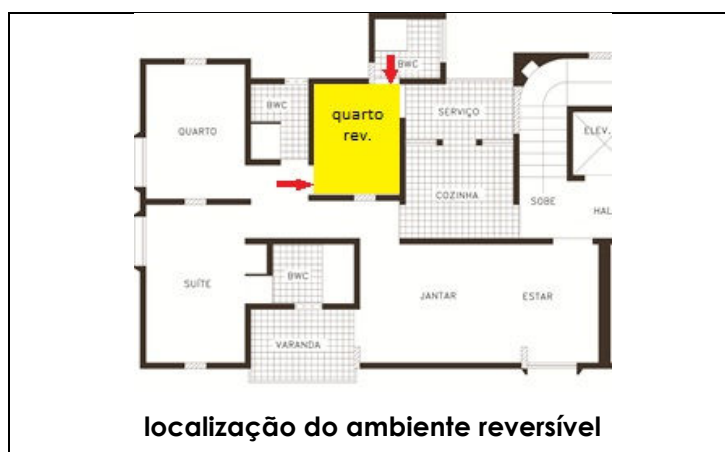 BWC
BWC
quarto
rev.
SERVIÇO
QUARTO
ELEV.
COZINHA
SOBE
HAL
SUÍTE
BWC
JANTAR
ESTAR
VARANDA
localização do ambiente reversível